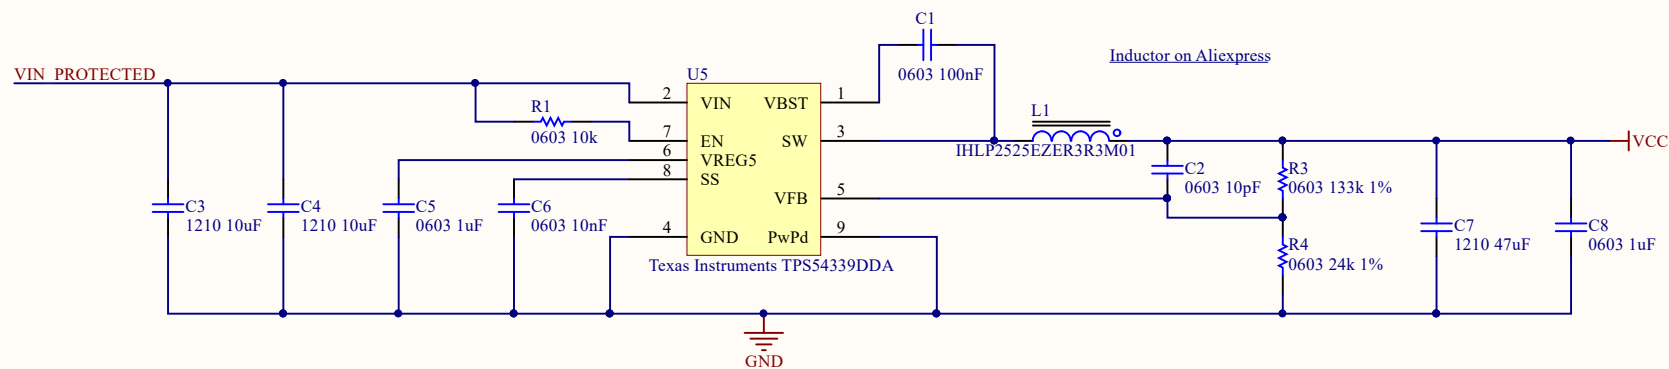 C1
0603 100nF
Inductor on Aliexpress
VIN_PROTECTED
U5
2 VIN VBST 1
R1
0603 10k
7 EN SW 3
6 VREG5
8 SS
VFB 5
4 GND PwPd 9
Texas Instruments TPS54339DDA
L1
IHLP2525EZER3R3M01
VCC
C2
0603 10pF
R3
0603 133k 1%
C3
1210 10uF
C4
1210 10uF
C5
0603 1uF
C6
0603 10nF
R4
0603 24k 1%
C7
1210 47uF
C8
0603 1uF
GND